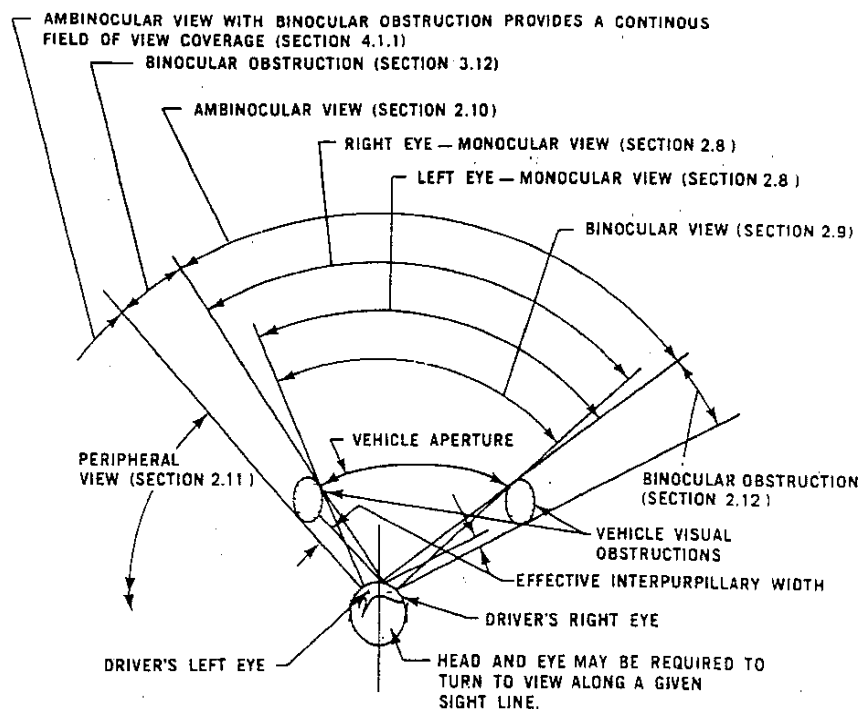 AMBINOCULAR VIEW WITH BINOCULAR OBSTRUCTION PROVIDES A CONTINOUS
FIELD OF VIEW COVERAGE (SECTION 4.1.1)
BINOCULAR OBSTRUCTION (SECTION 3.12)
AMBINOCULAR VIEW (SECTION 2.10)
RIGHT EYE — MONOCULAR VIEW (SECTION 2.8)
LEFT EYE — MONOCULAR VIEW (SECTION 2.8)
BINOCULAR VIEW (SECTION 2.9)
VEHICLE APERTURE
PERIPHERAL
VIEW (SECTION 2.11)
BINOCULAR OBSTRUCTION
(SECTION 2.12)
VEHICLE VISUAL
OBSTRUCTIONS
EFFECTIVE INTERPURPILLARY WIDTH
DRIVER'S RIGHT EYE
DRIVER'S LEFT EYE
HEAD AND EYE MAY BE REQUIRED TO
TURN TO VIEW ALONG A GIVEN
SIGHT LINE.